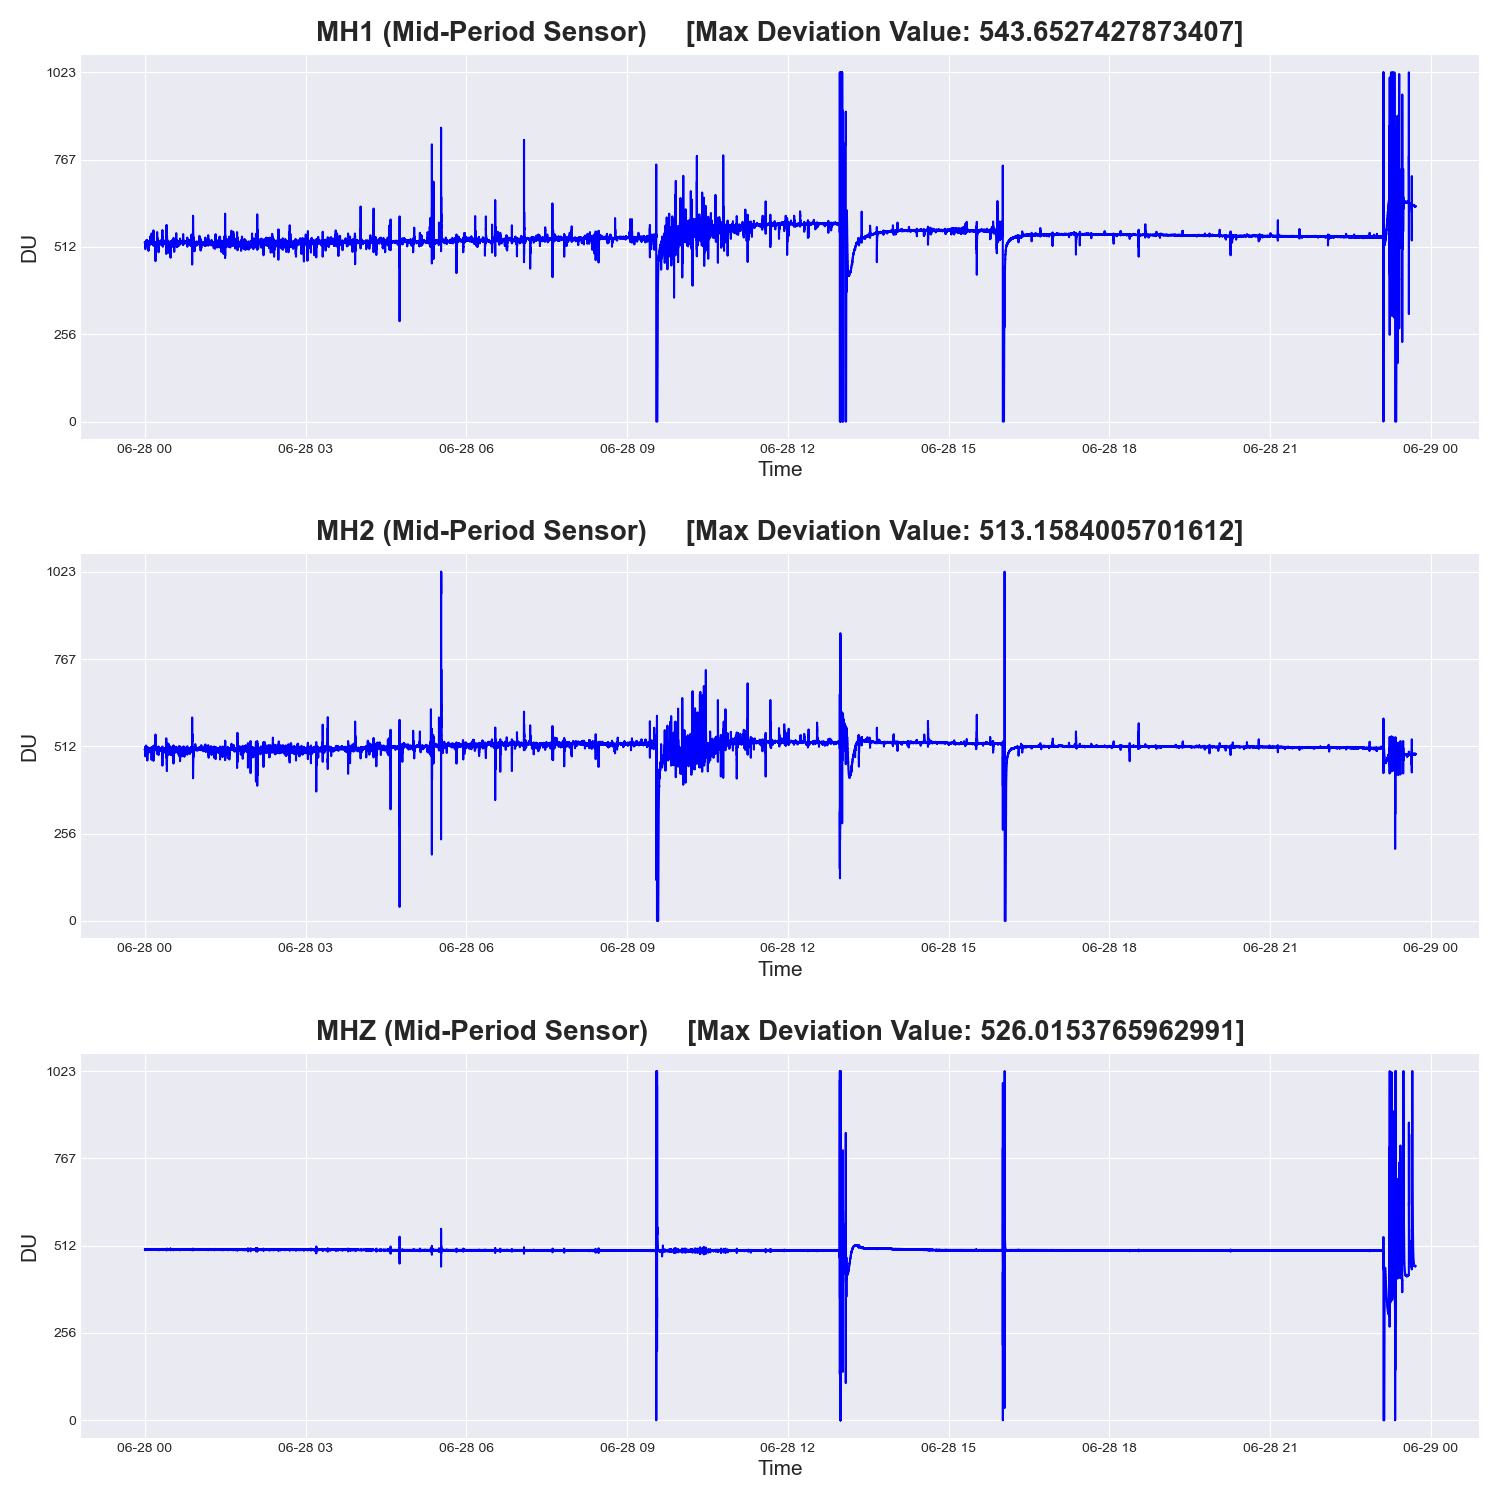 MH1 (Mid-Period Sensor) [Max Deviation Value: 543.6527427873407]
1023
767
512
256
0
DU
06-28 00 06-28 03 06-28 06 06-28 09 06-28 12 06-28 15 06-28 18 06-28 21 06-29 00
Time
MH2 (Mid-Period Sensor) [Max Deviation Value: 513.1584005701612]
1023
767
512
256
0
DU
06-28 00 06-28 03 06-28 06 06-28 09 06-28 12 06-28 15 06-28 18 06-28 21 06-29 00
Time
MHZ (Mid-Period Sensor) [Max Deviation Value: 526.0153765962991]
1023
767
512
256
0
DU
06-28 00 06-28 03 06-28 06 06-28 09 06-28 12 06-28 15 06-28 18 06-28 21 06-29 00
Time